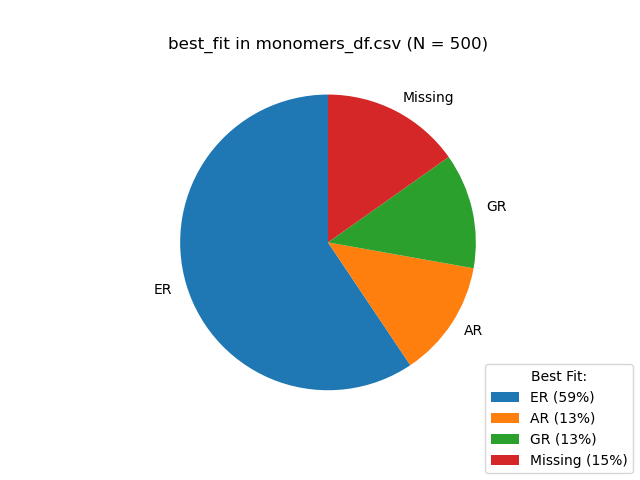 best_fit in monomers_df.csv (N = 500)
Missing
GR
ER
AR
Best Fit:
ER (59%)
AR (13%)
GR (13%)
Missing (15%)